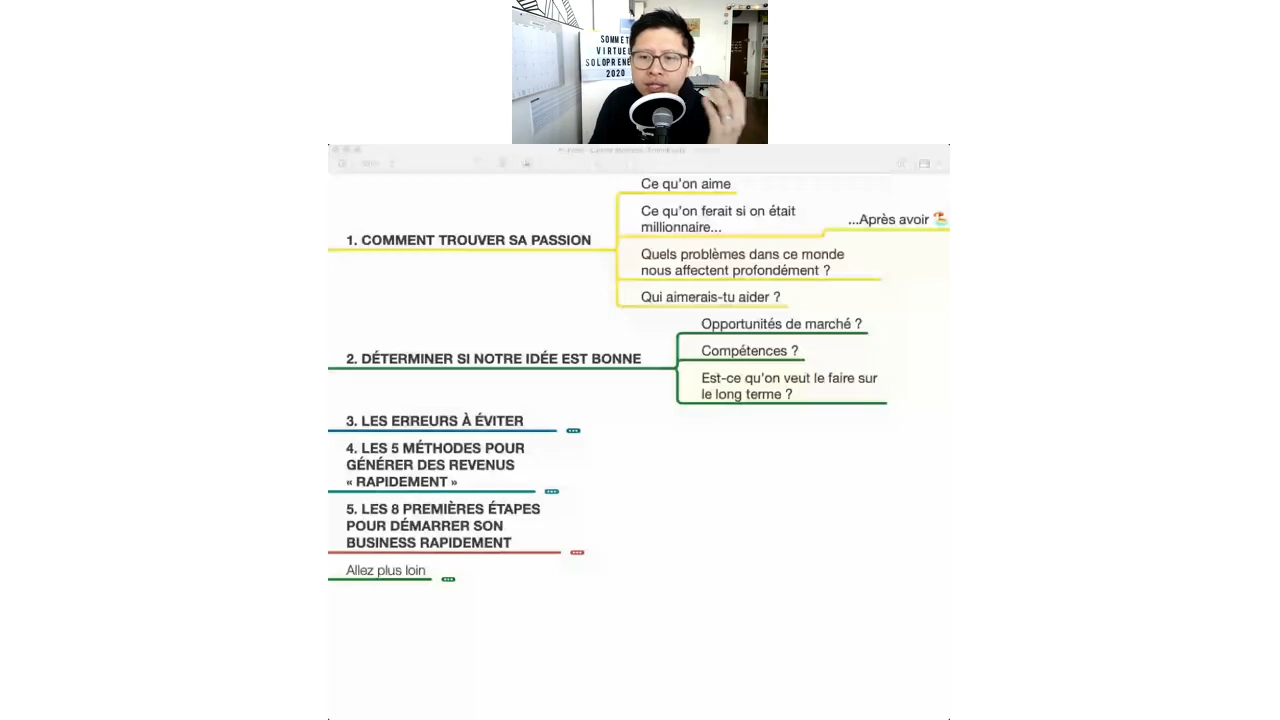 SOMMET
VIRTUEL
SOLOPRENE
2020
Ce qu'on aime
Ce qu'on ferait si on était
millionnaire...
...Après avoir
1. COMMENT TROUVER SA PASSION
Quels problèmes dans ce monde
nous affectent profondément ?
Qui aimerais-tu aider ?
Opportunités de marché ?
2. DÉTERMINER SI NOTRE IDÉE EST BONNE
Compétences ?
Est-ce qu'on veut le faire sur
le long terme ?
3. LES ERREURS À ÉVITER
4. LES 5 MÉTHODES POUR
GÉNÉRER DES REVENUS
« RAPIDEMENT »
5. LES 8 PREMIÈRES ÉTAPES
POUR DÉMARRER SON
BUSINESS RAPIDEMENT
Allez plus loin